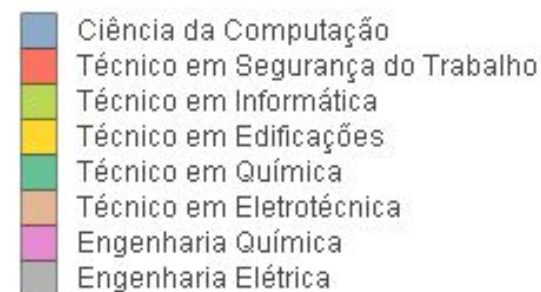 Ciência da Computação
Técnico em Segurança do Trabalho
Técnico em Informática
Técnico em Edificações
Técnico em Química
Técnico em Eletrotécnica
Engenharia Química
Engenharia Elétrica